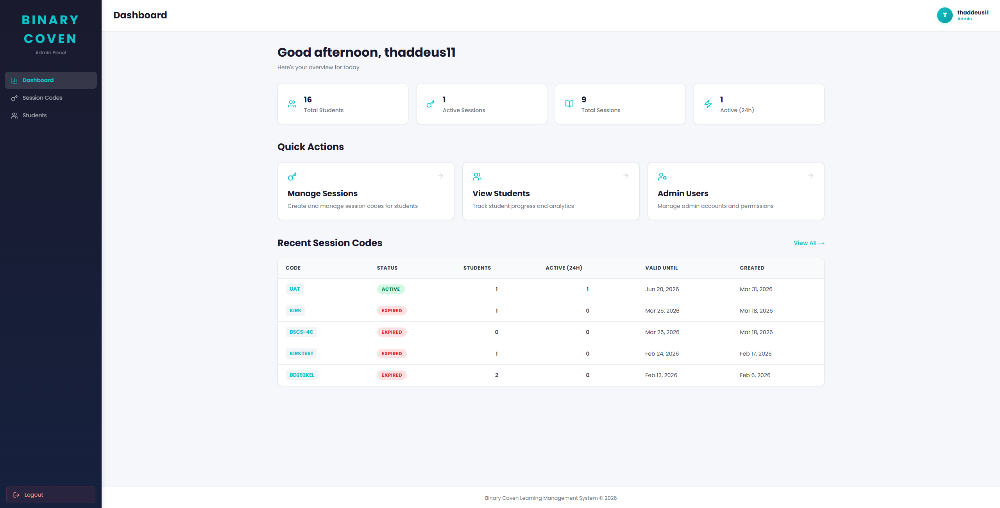 BINARY
COVEN
Admin Panel
Dashboard
Session Codes
Students
Logout
Dashboard
T
thaddeus11
Admin
Good afternoon, thaddeus11
Here's your overview for today.
16
Total Students
1
Active Sessions
9
Total Sessions
1
Active (24h)
Quick Actions
Manage Sessions
Create and manage session codes for students
View Students
Track student progress and analytics
Admin Users
Manage admin accounts and permissions
Recent Session Codes
View All →
CODE STATUS STUDENTS ACTIVE (24H) VALID UNTIL CREATED
UAT ACTIVE 1 1 Jun 20, 2026 Mar 31, 2026
KIRK EXPIRED 1 0 Mar 25, 2026 Mar 18, 2026
BSCS-4C EXPIRED 0 0 Mar 25, 2026 Mar 18, 2026
KIRKTEST EXPIRED 1 0 Feb 24, 2026 Feb 17, 2026
BD292KEL EXPIRED 2 0 Feb 13, 2026 Feb 6, 2026
Binary Coven Learning Management System © 2026